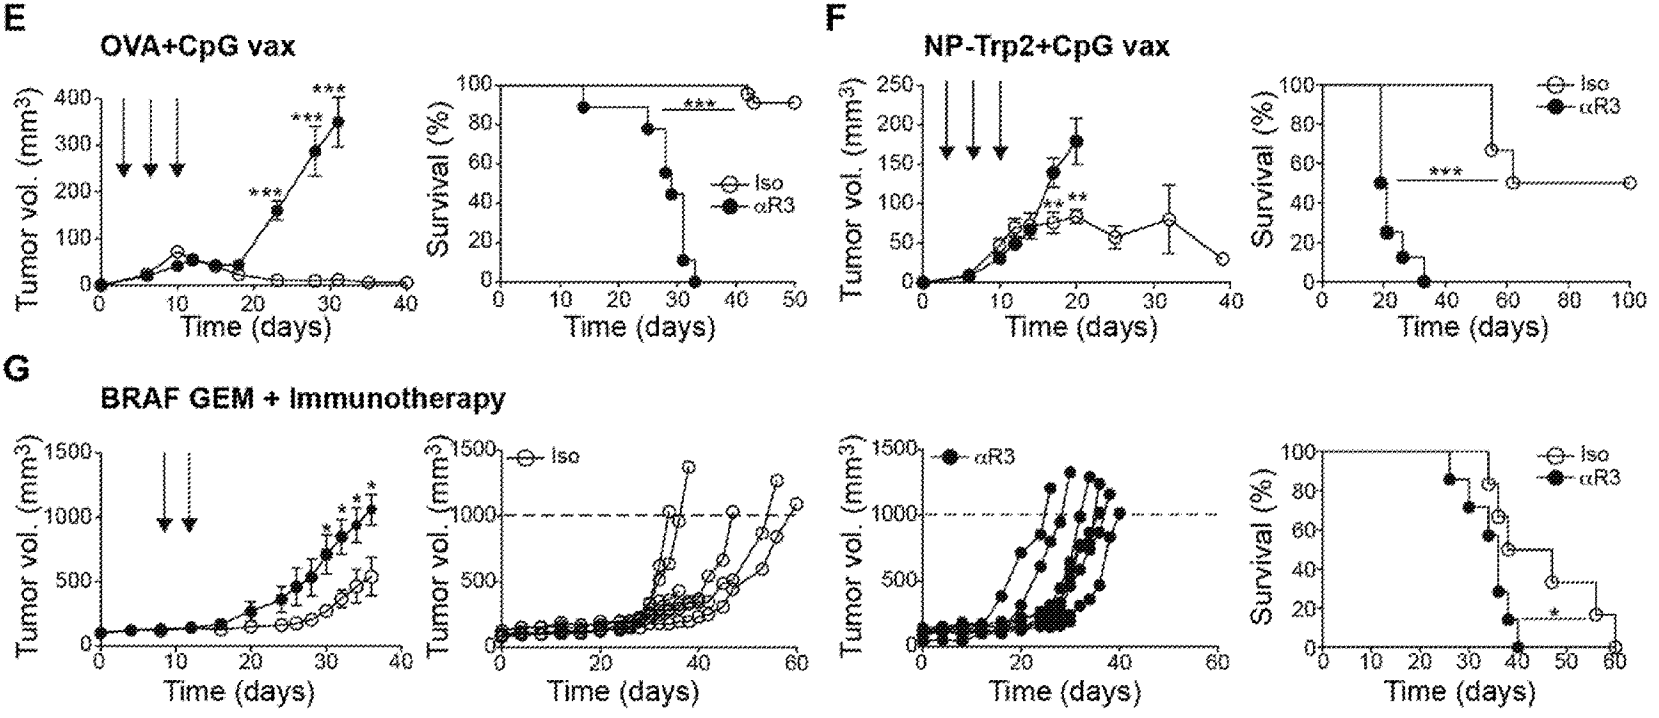 E
OVA+CpG vax
Tumor vol. (mm3)
400
300
200
100
0
***
***
***
0 10 20 30 40
Time (days)
Survival (%)
100
80
60
40
20
0
***
Iso
αR3
0 10 20 30 40 50
Time (days)
F
NP-Trp2+CpG vax
Tumor vol. (mm3)
250
200
150
100
50
0
**
**
0 10 20 30 40
Time (days)
Survival (%)
100
80
60
40
20
0
***
Iso
αR3
0 20 40 60 80 100
Time (days)
G
BRAF GEM + Immunotherapy
Tumor vol. (mm3)
1500
1000
500
0
* * * *
0 10 20 30 40
Time (days)
Tumor vol. (mm3)
1500
1000
500
0
Iso
0 20 40 60
Time (days)
Tumor vol. (mm3)
1500
1000
500
0
αR3
0 20 40 60
Time (days)
Survival (%)
100
80
60
40
20
0
Iso
αR3
*
0 10 20 30 40 50 60
Time (days)